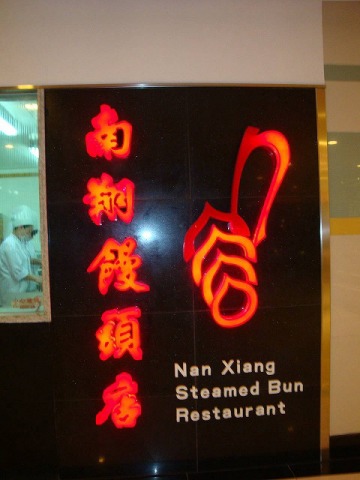 南翔饅頭店
Nan Xiang
Steamed Bun
Restaurant